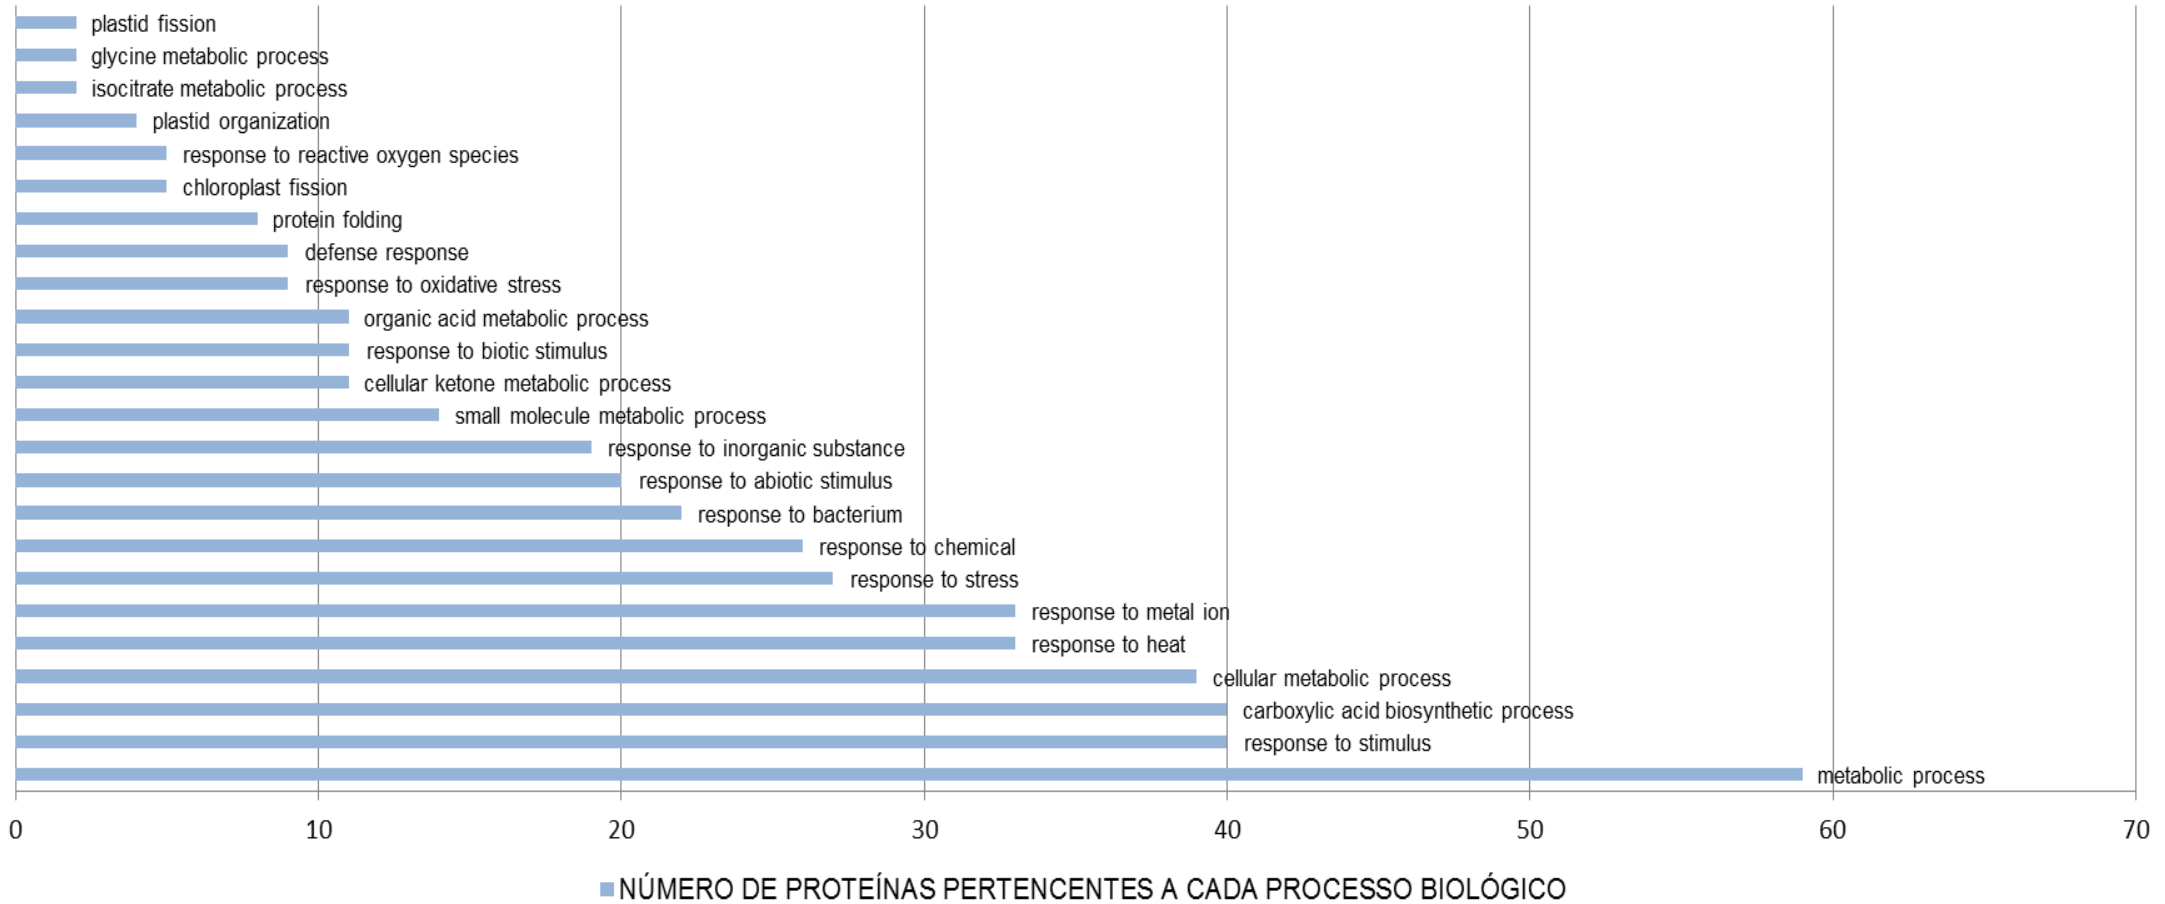 plastid fission
glycine metabolic process
isocitrate metabolic process
plastid organization
response to reactive oxygen species
chloroplast fission
protein folding
defense response
response to oxidative stress
organic acid metabolic process
response to biotic stimulus
cellular ketone metabolic process
small molecule metabolic process
response to inorganic substance
response to abiotic stimulus
response to bacterium
response to chemical
response to stress
response to metal ion
response to heat
cellular metabolic process
carboxylic acid biosynthetic process
response to stimulus
metabolic process
0 10 20 30 40 50 60 70
NÚMERO DE PROTEÍNAS PERTENCENTES A CADA PROCESSO BIOLÓGICO